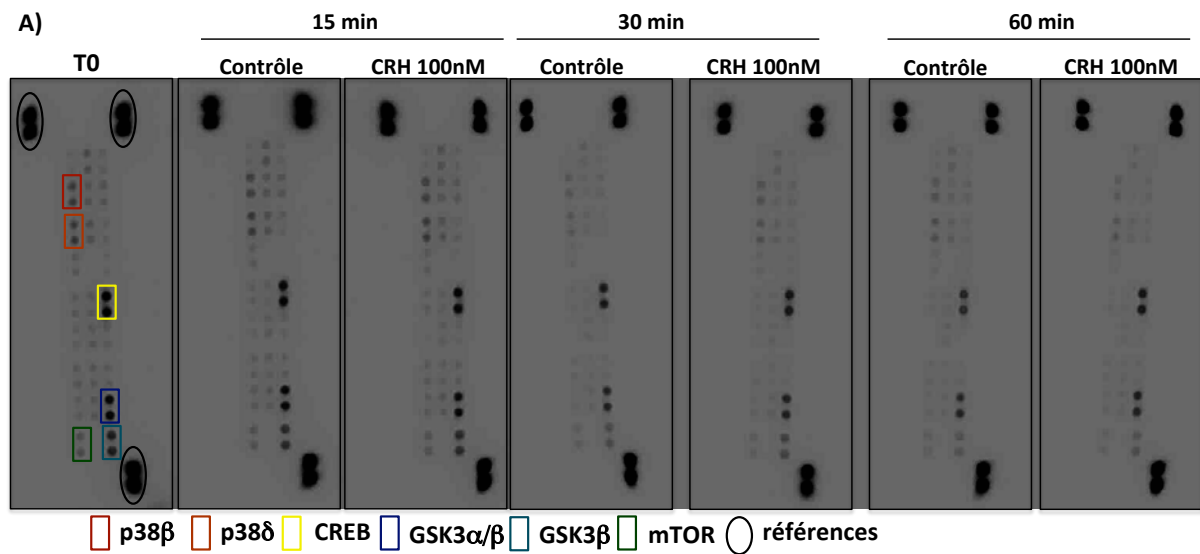 A)
15 min
30 min
60 min
T0
Contrôle
CRH 100nM
Contrôle
CRH 100nM
Contrôle
CRH 100nM
p38β
p38δ
CREB
GSK3α/β
GSK3β
mTOR
références